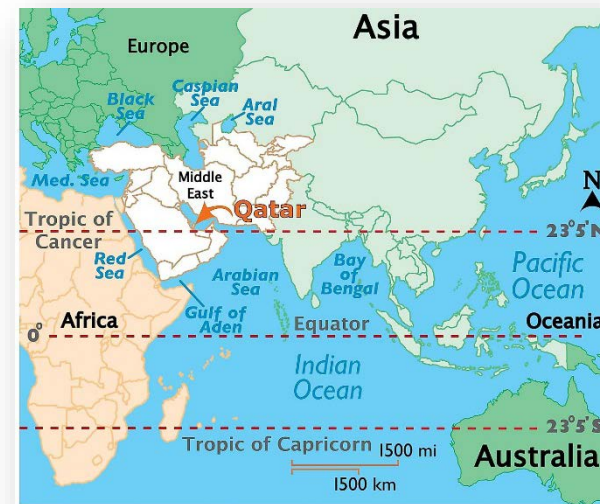 Asia
Europe
Caspian
Sea
Black
Sea
Aral
Sea
Med. Sea
Middle
East
N
Qatar
Tropic of
Cancer
23°5'N
Red
Sea
Arabian
Sea
Bay
of
Bengal
Pacific
Ocean
Gulf of
Aden
Africa
Equator
Oceania
0°
Indian
Ocean
23°5'S
Tropic of Capricorn
1500 mi
Australia
1500 km